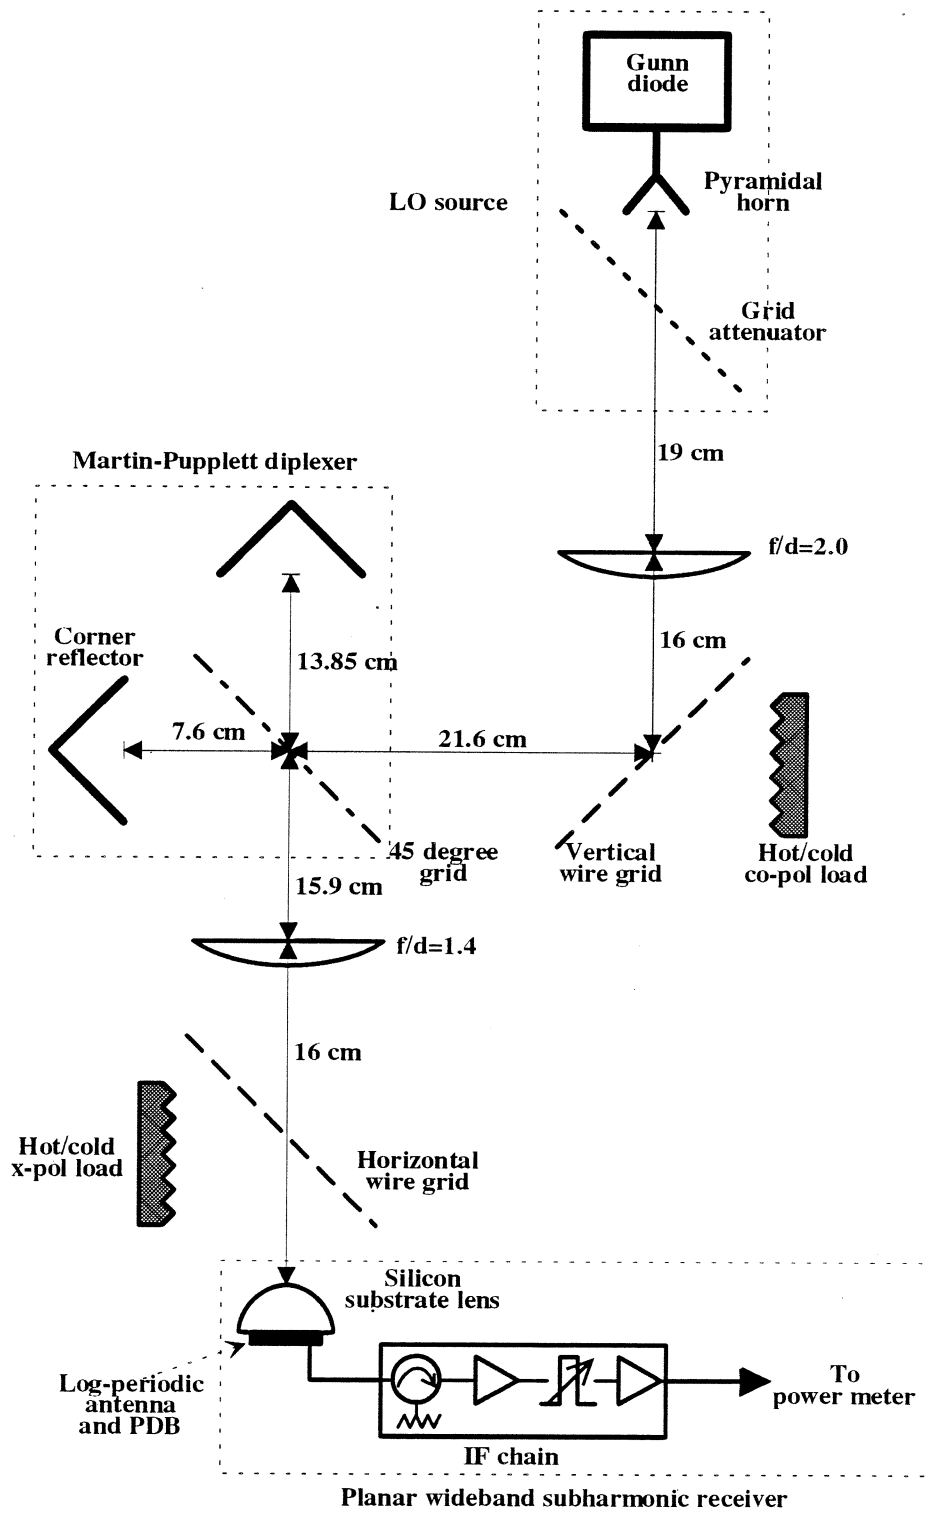 Gunn
diode
Pyramidal
horn
LO source
Grid
attenuator
19 cm
Martin-Pupplett diplexer
f/d=2.0
Corner
reflector
13.85 cm
16 cm
7.6 cm
21.6 cm
45 degree
grid
Vertical
wire grid
Hot/cold
co-pol load
15.9 cm
f/d=1.4
16 cm
Hot/cold
x-pol load
Horizontal
wire grid
Silicon
substrate lens
Log-periodic
antenna
and PDB
To
power meter
IF chain
Planar wideband subharmonic receiver